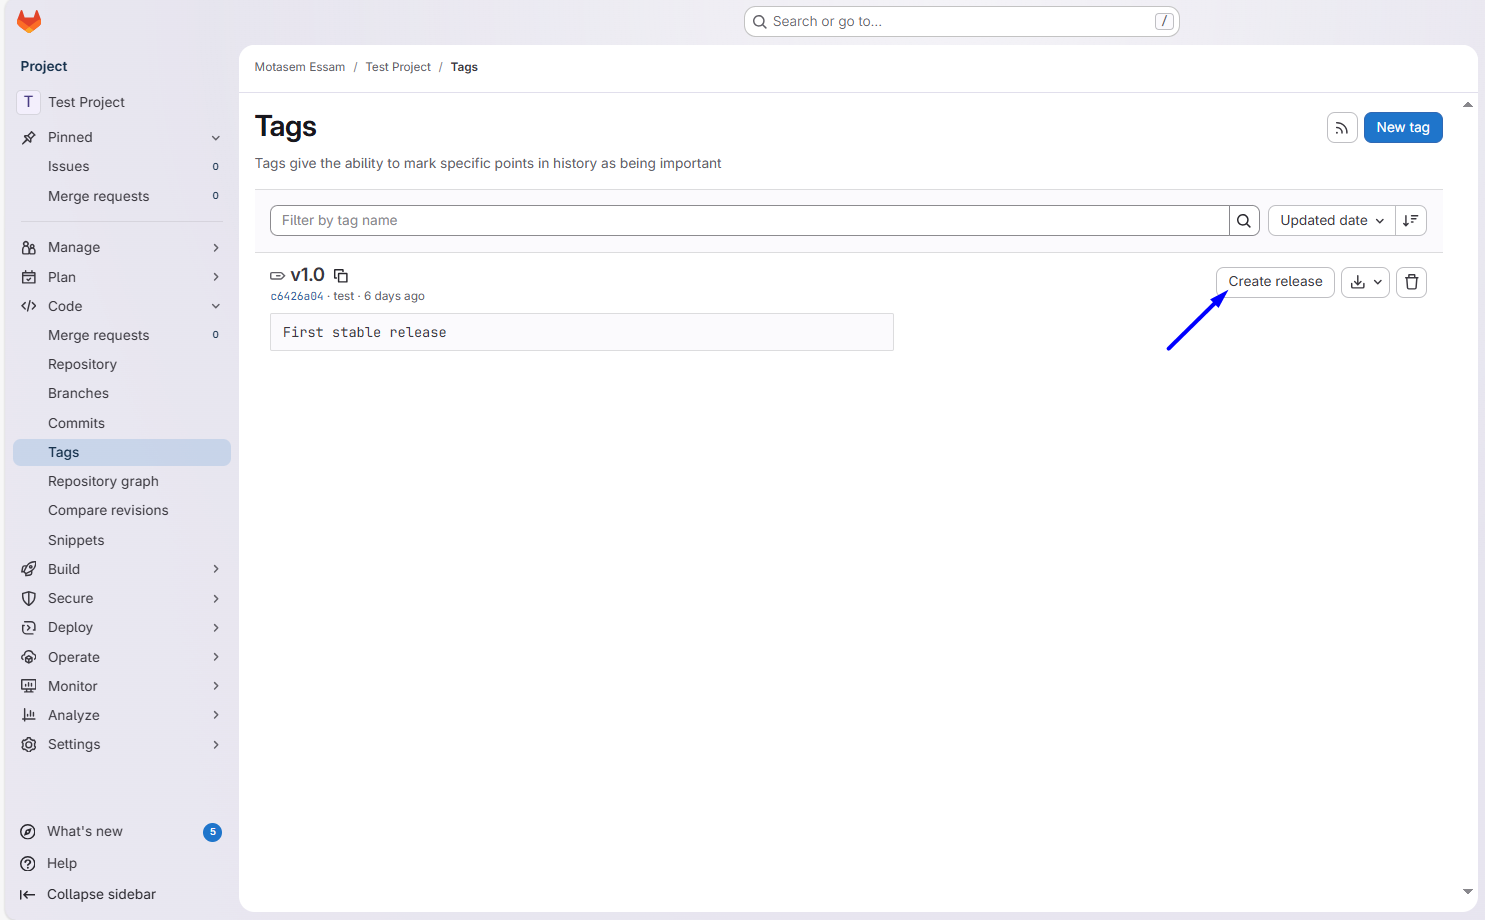 Search or go to...
/
Project
T Test Project
Pinned
Issues 0
Merge requests 0
Manage
Plan
Code
Merge requests 0
Repository
Branches
Commits
Tags
Repository graph
Compare revisions
Snippets
Build
Secure
Deploy
Operate
Monitor
Analyze
Settings
What's new 5
Help
Collapse sidebar
Motasem Essam / Test Project / Tags
Tags
New tag
Tags give the ability to mark specific points in history as being important
Filter by tag name
Updated date
v1.0
Create release
c6426a04 · test · 6 days ago
First stable release